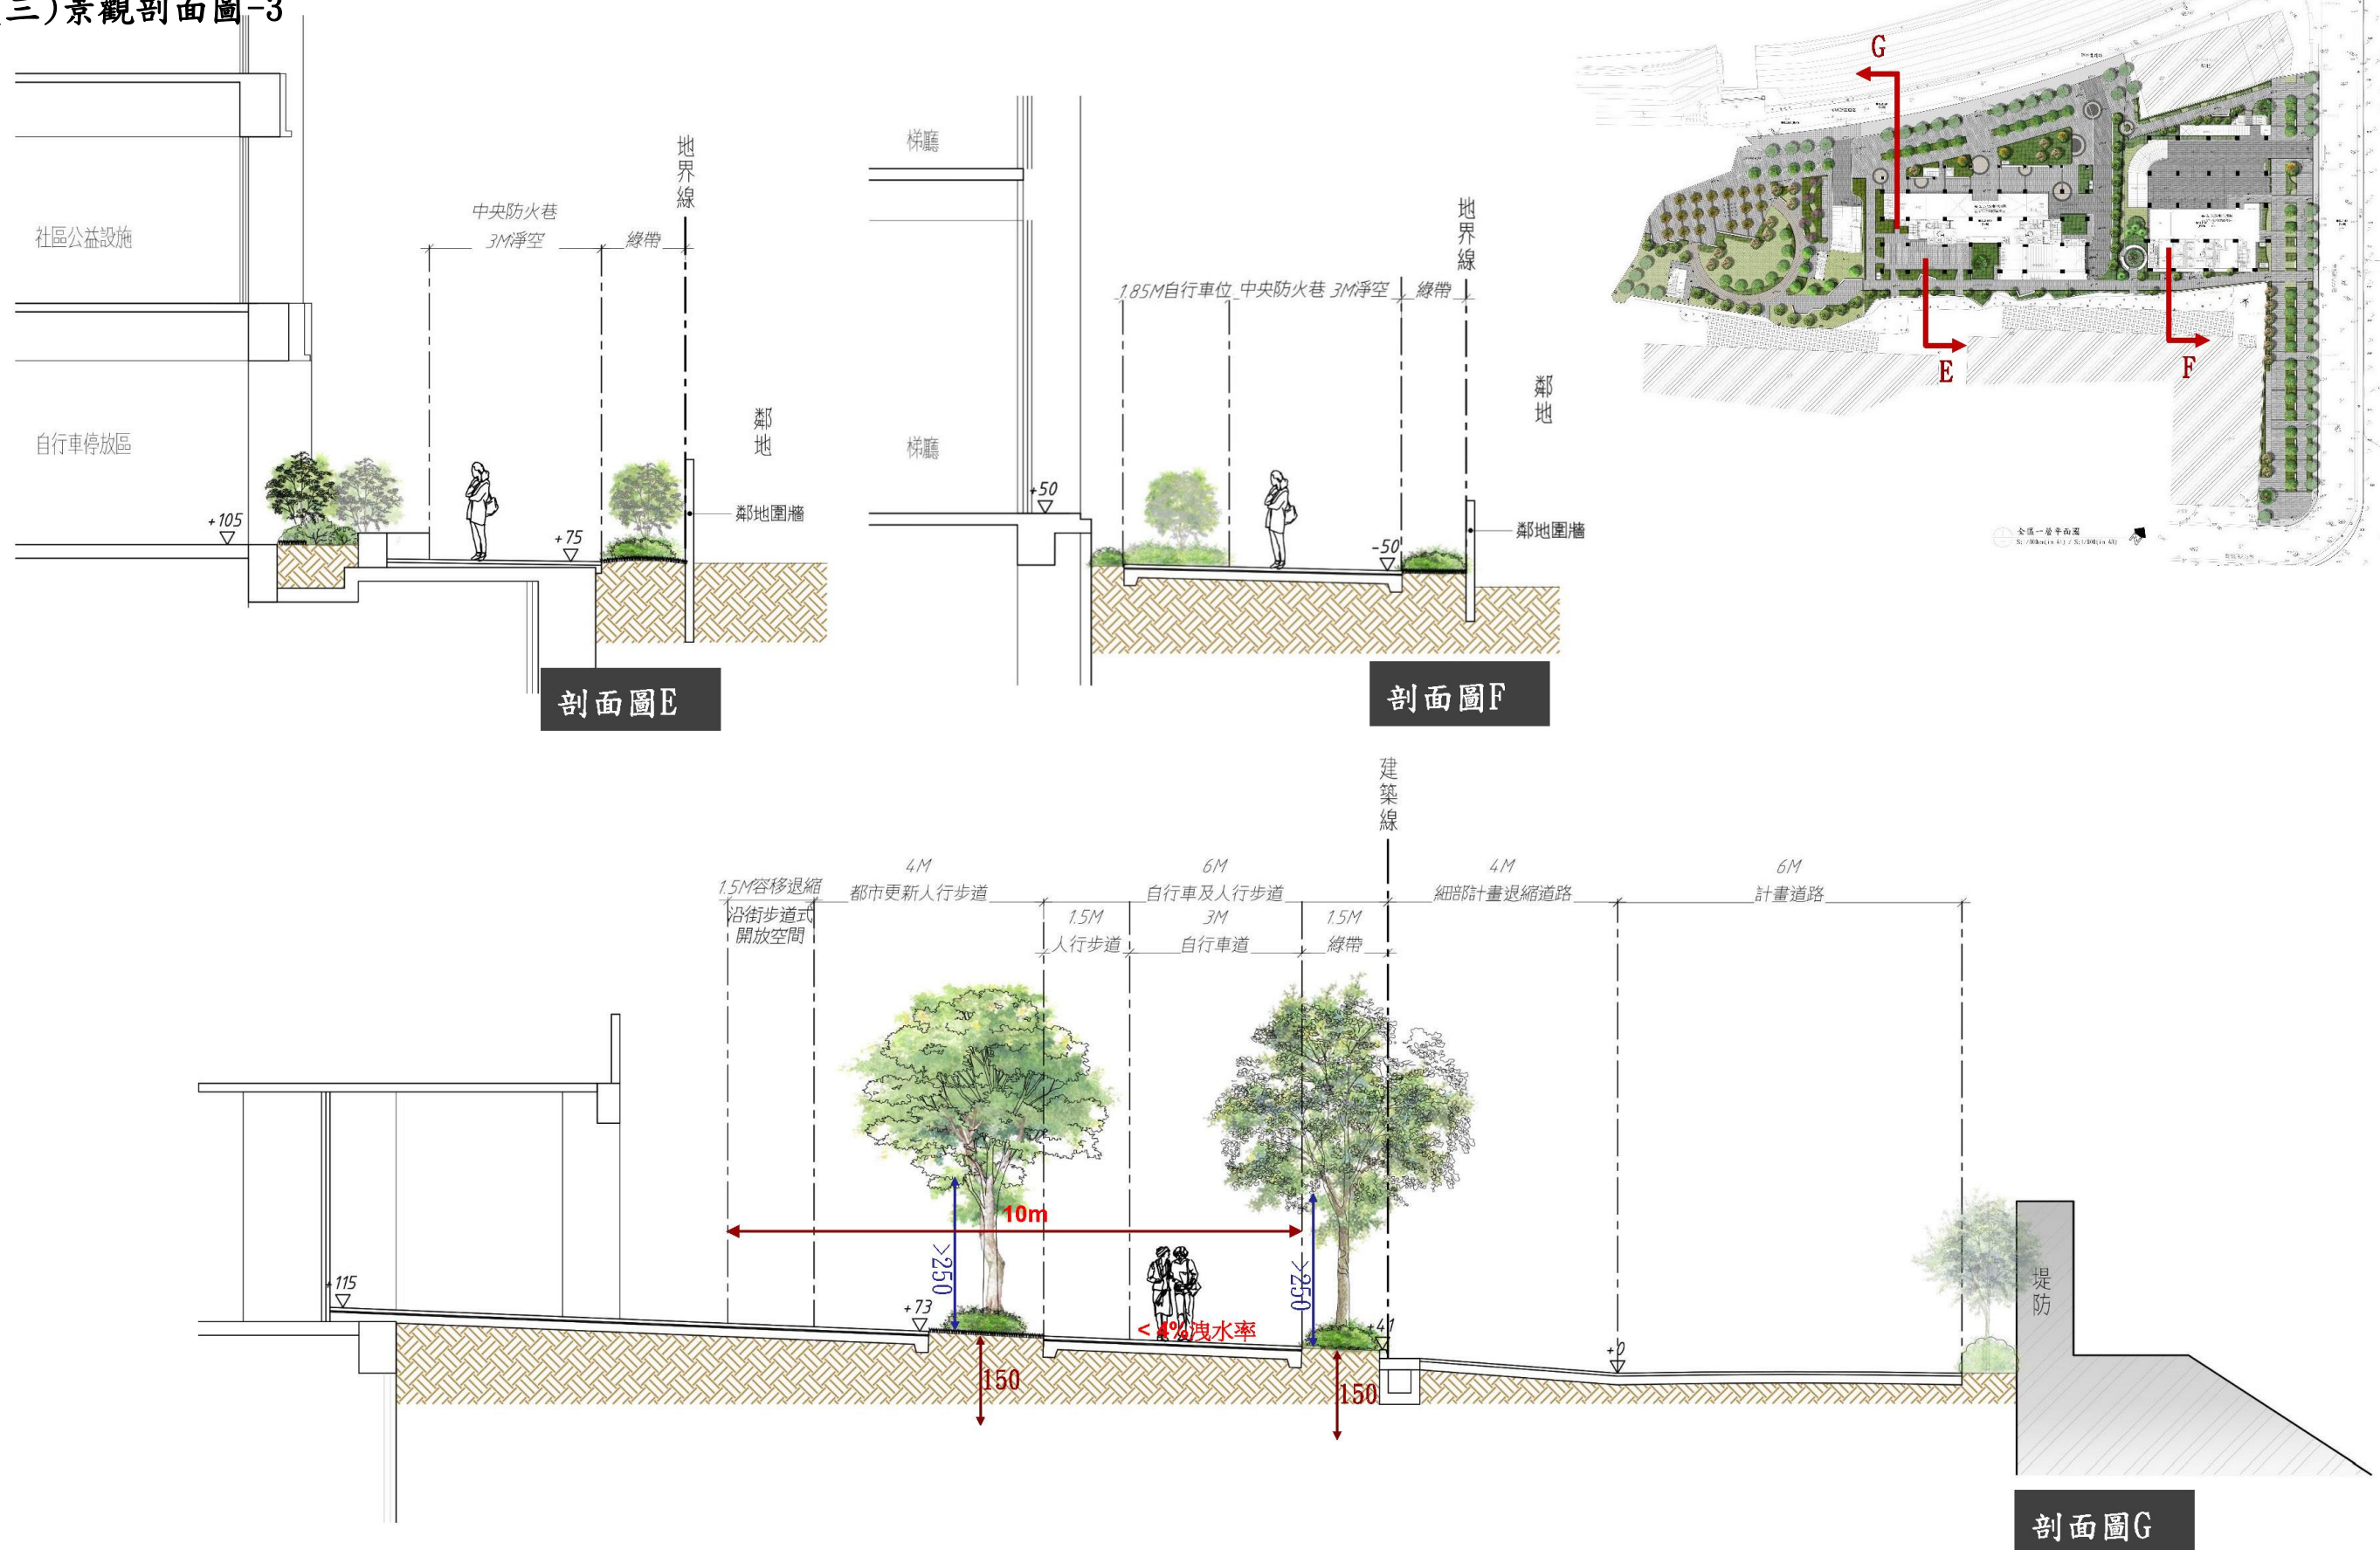 三)景觀剖面圖-3
社區公益設施
自行車停放區
中央防火巷
3M淨空
綠帶
地界線
鄰地
鄰地圍牆
+105
+75
剖面圖E
梯廳
梯廳
1.85M自行車位
中央防火巷 3M淨空
綠帶
地界線
鄰地
鄰地圍牆
+50
-50
剖面圖F
G
E
F
全區一層平面圖
建築線
1.5M容移退縮
沿街步道式
開放空間
4M
都市更新人行步道
6M
自行車及人行步道
1.5M
人行步道
3M
自行車道
1.5M
綠帶
4M
細部計畫退縮道路
6M
計畫道路
10m
>250
>250
+115
+73
< 4%洩水率
+41
+0
150
150
堤防
剖面圖G